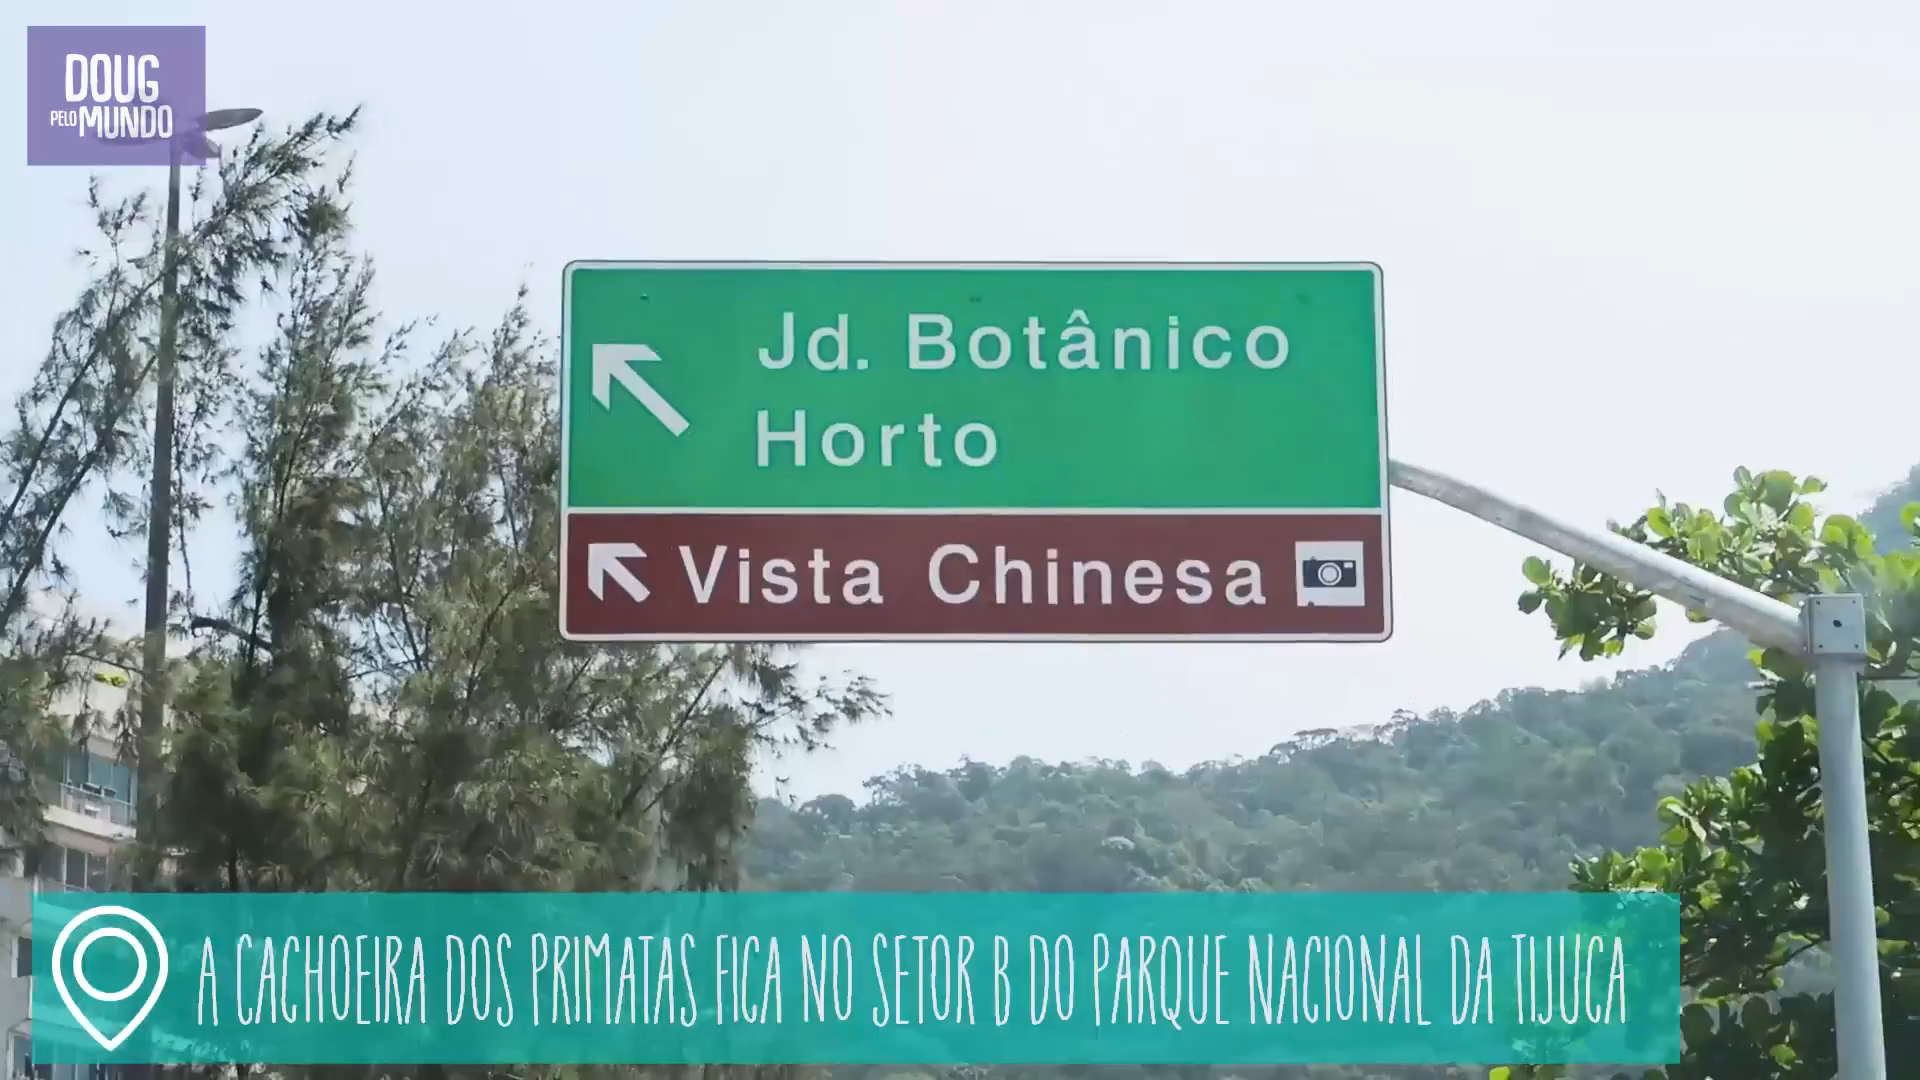 DOUG
PELO MUNDO
Jd. Botânico
Horto
Vista Chinesa
A CACHOEIRA DOS PRIMATAS FICA NO SETOR B DO PARQUE NACIONAL DA TIJUCA